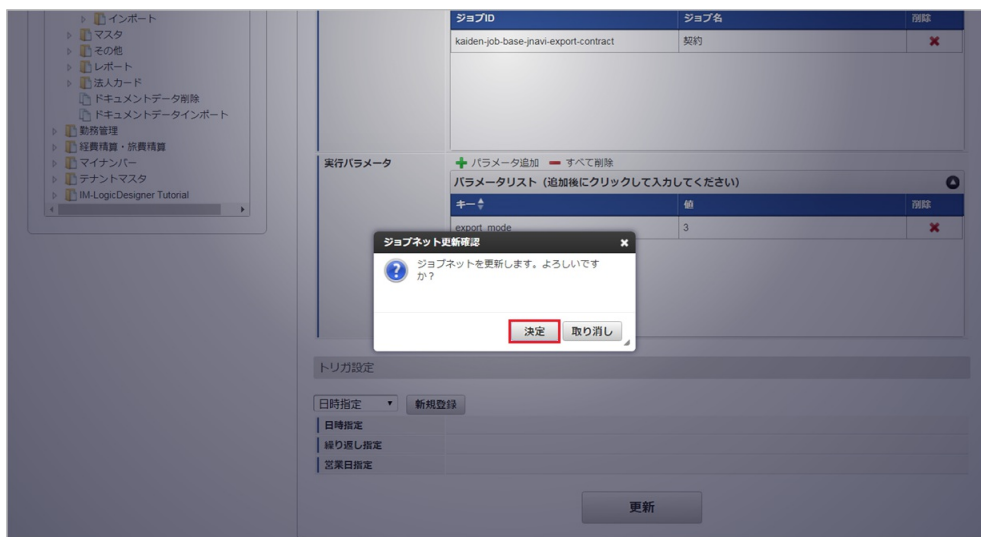 インポート
マスタ
その他
レポート
法人カード
ドキュメントデータ削除
ドキュメントデータインポート
勤務管理
経費精算・旅費精算
マイナンバー
テナントマスタ
IM-LogicDesigner Tutorial
ジョブID ジョブ名 削除
kaiden-job-base-jnavi-export-contract 契約
実行パラメータ パラメータ追加 すべて削除
パラメータリスト（追加後にクリックして入力してください）
キー 値 削除
export_mode 3
ジョブネット更新確認
ジョブネットを更新します。よろしいです
か？
決定 取り消し
トリガ設定
日時指定 新規登録
日時指定
繰り返し指定
営業日指定
更新